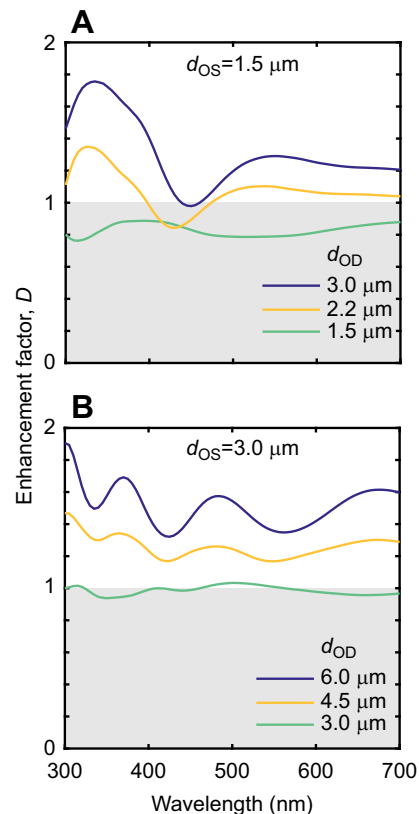 A
2
d_OS=1.5 μm
1
d_OD
3.0 μm
2.2 μm
1.5 μm
0
Enhancement factor, D
B
2
d_OS=3.0 μm
1
d_OD
6.0 μm
4.5 μm
3.0 μm
0
300 400 500 600 700
Wavelength (nm)